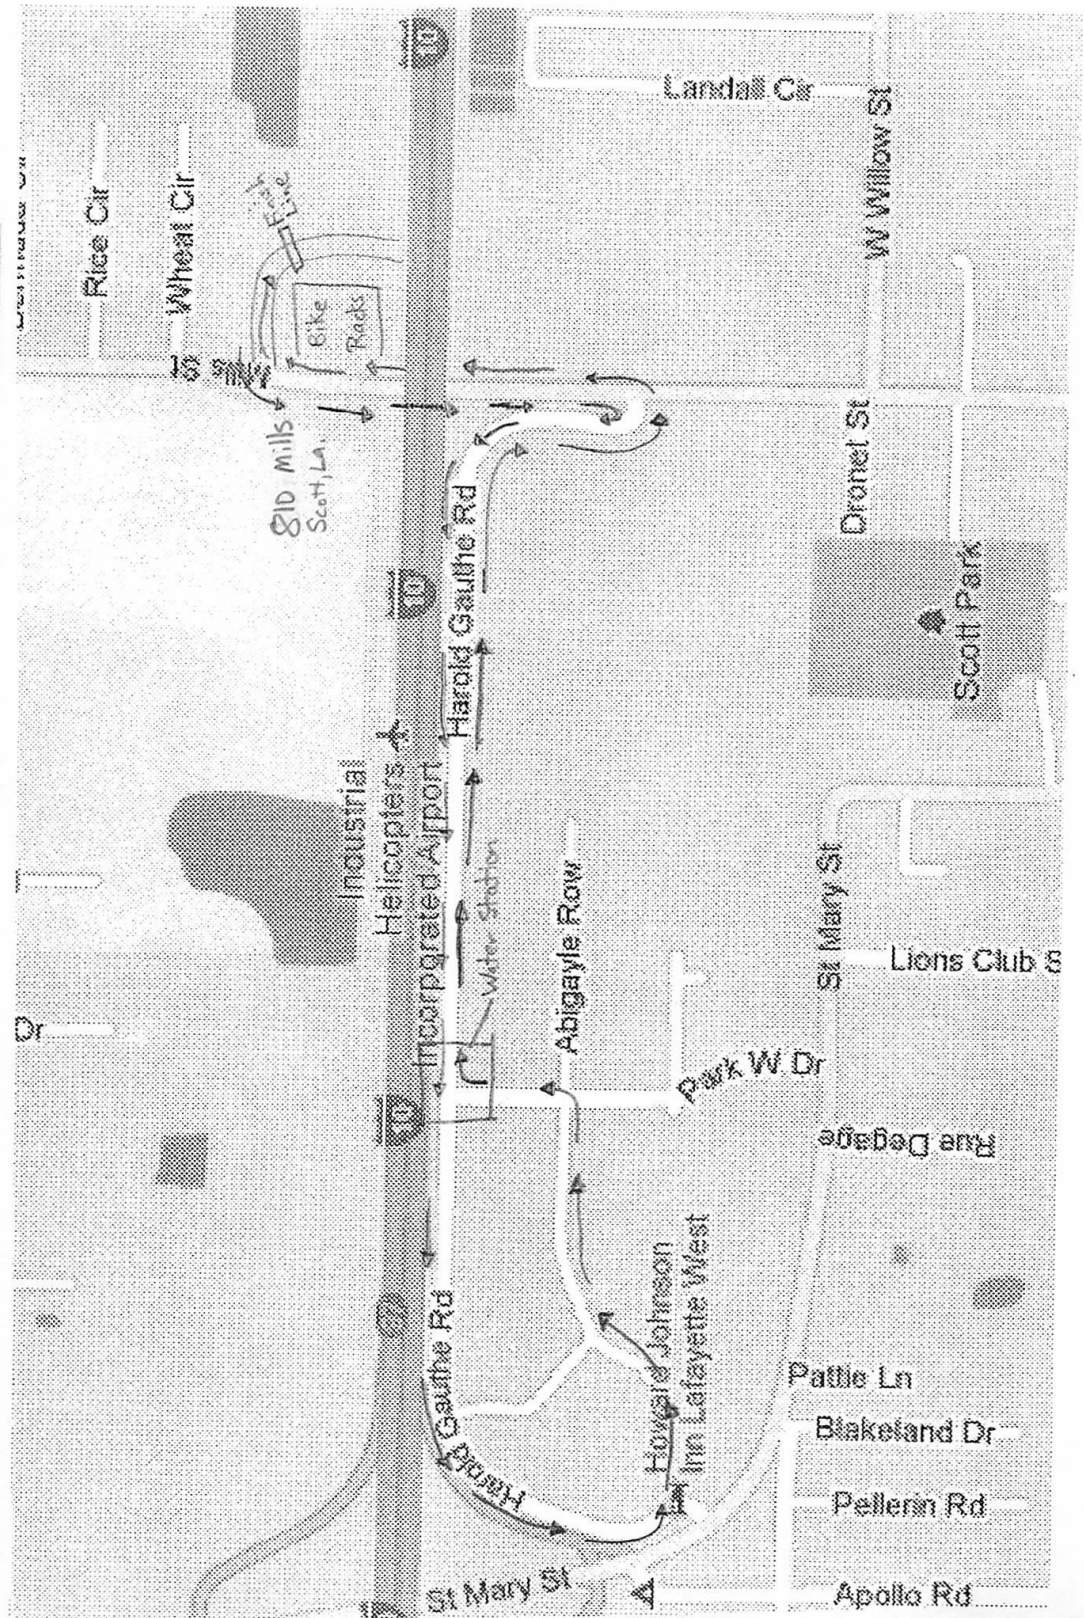 10
Landall Cir
W Willow St
Rice Cir
Wheat Cir
Finish
Line
Bike
Racks
Mills St
810 Mills
Scott, La.
Harold Gauthe Rd
Dronet St
Scott Park
10
Industrial
Helicopters
Incorporated Airport
Water Station
Abigayle Row
St Mary St
Lions Club S
Dr
Park W Dr
10
Rue Degage
Howard Johnson
Inn Lafayette West
Harold Gauthe Rd
Pattie Ln
Blakeland Dr
Pellerin Rd
St Mary St
Apollo Rd